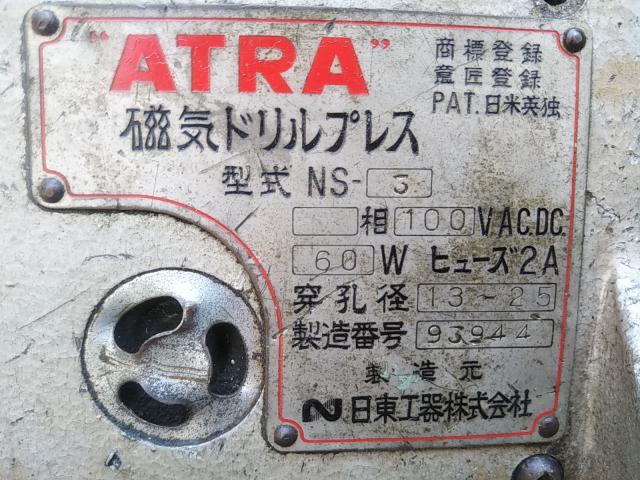 "ATRA"
商標登録
意匠登録
PAT.日米英独
磁気ドリルプレス
型式 NS-3
相 100 V.AC.DC.
60 W ヒューズ2A
穿孔径 13-25
製造番号 93944
製造元
日東工器株式会社